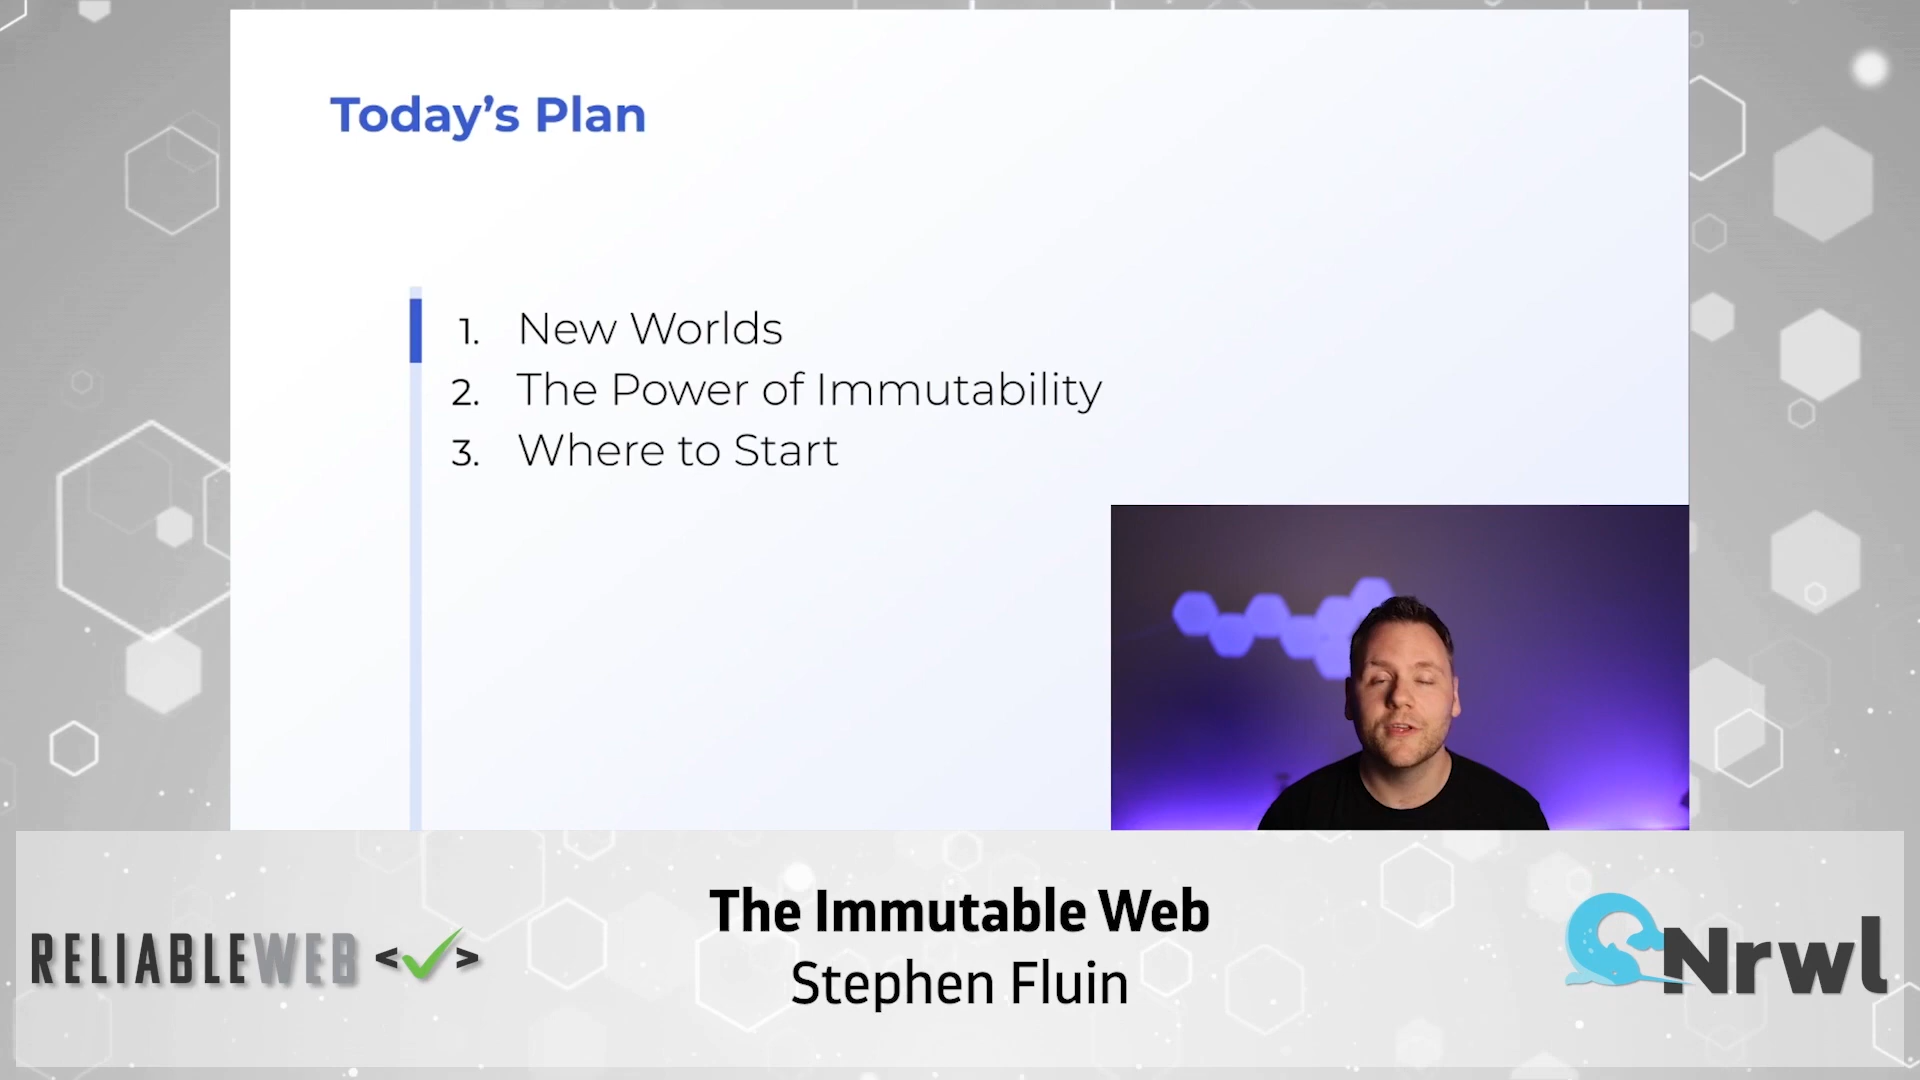 Today’s Plan
1. New Worlds
2. The Power of Immutability
3. Where to Start
The Immutable Web
Stephen Fluin
RELIABLEWEB <✓>
Nrwl